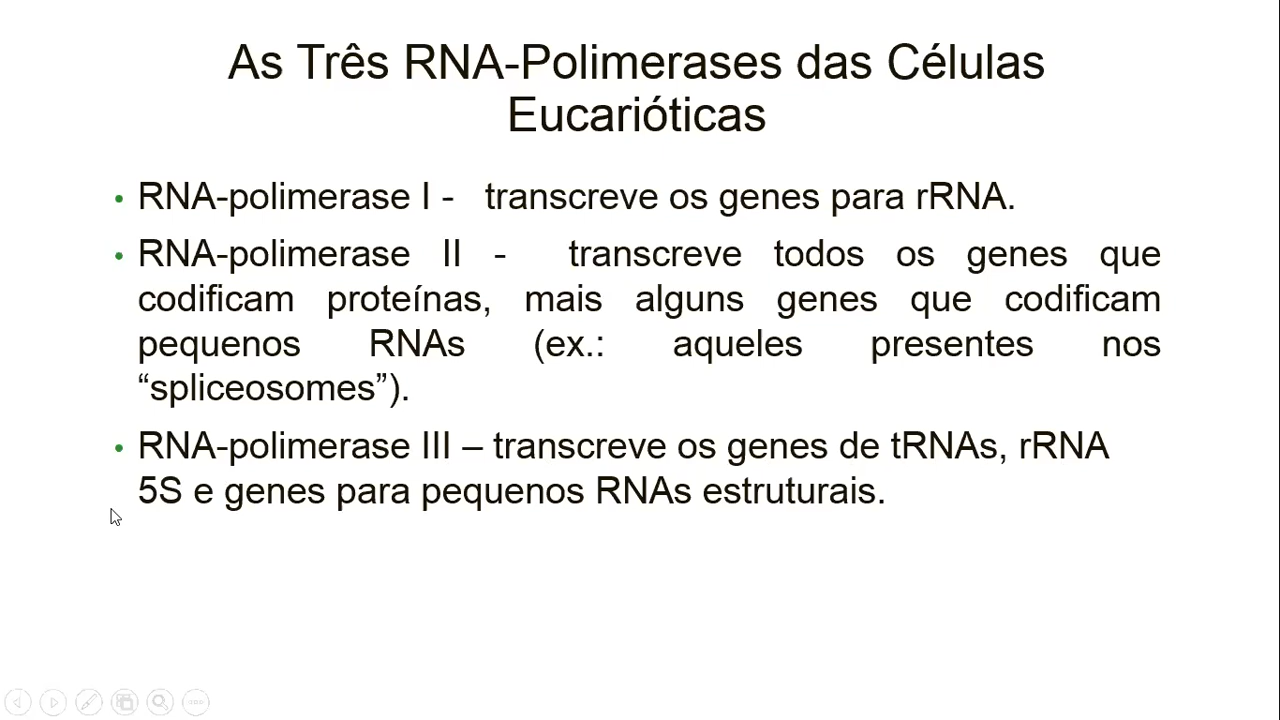 As Três RNA-Polimerases das Células
Eucarióticas
• RNA-polimerase I - transcreve os genes para rRNA.
• RNA-polimerase II - transcreve todos os genes que
codificam proteínas, mais alguns genes que codificam
pequenos RNAs (ex.: aqueles presentes nos
“spliceosomes”).
• RNA-polimerase III – transcreve os genes de tRNAs, rRNA
5S e genes para pequenos RNAs estruturais.